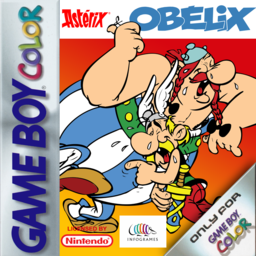 GAME BOY COLOR
Astérix
OBELIX
LICENSED BY
Nintendo
INFOGRAMES
ONLY FOR
GAME BOY
COLOR